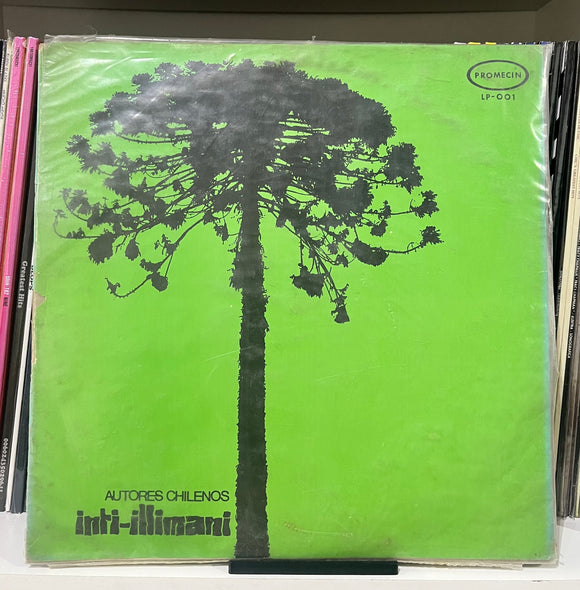 PROMECIN
LP-001
AUTORES CHILENOS
inti-illimani
Greatest Hits